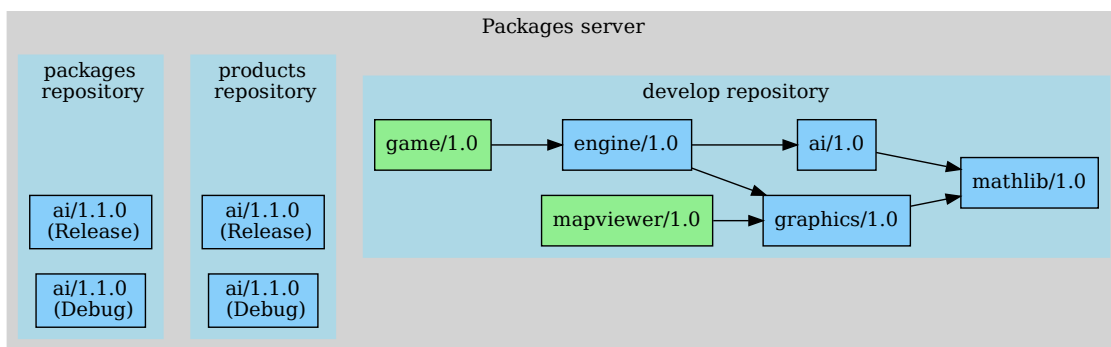 Packages server
packages
repository
ai/1.1.0
(Release)
ai/1.1.0
(Debug)
products
repository
ai/1.1.0
(Release)
ai/1.1.0
(Debug)
develop repository
game/1.0
engine/1.0
ai/1.0
mathlib/1.0
mapviewer/1.0
graphics/1.0